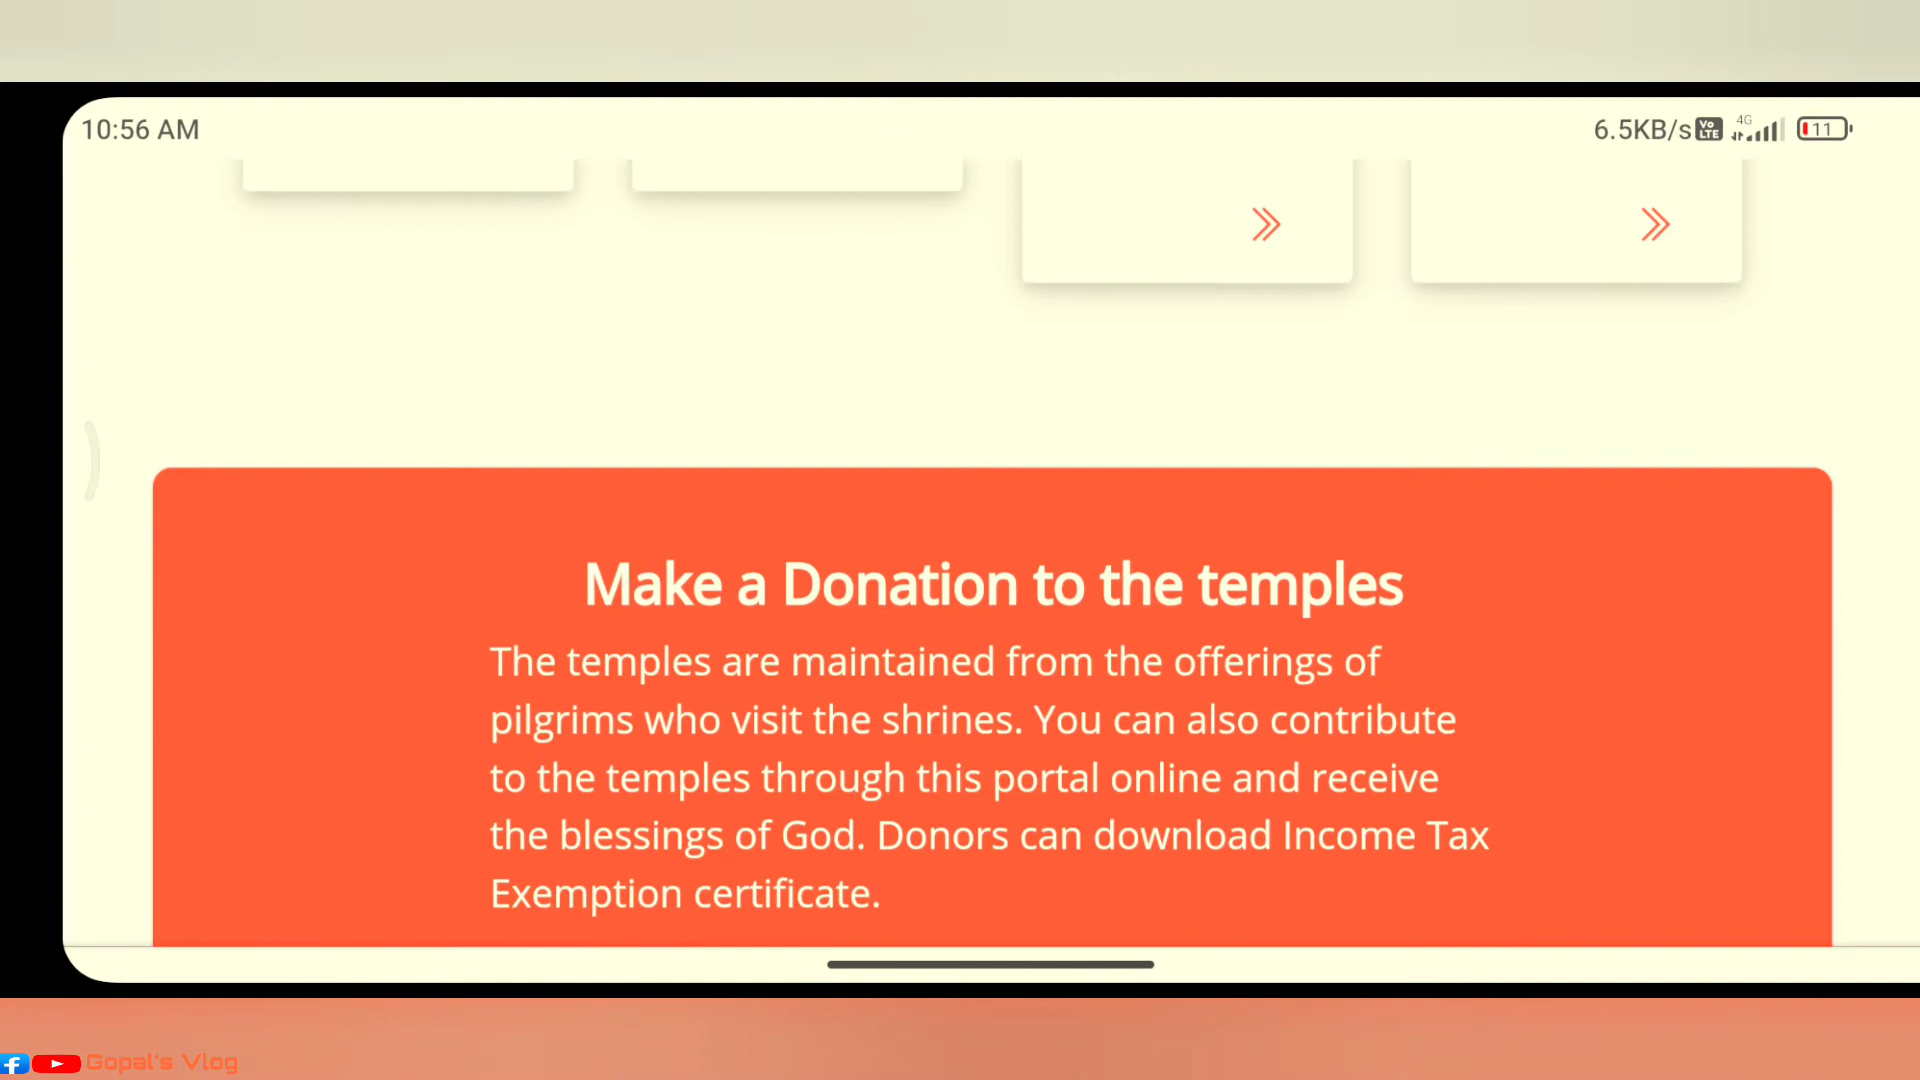 10:56 AM
6.5KB/s Vo LTE 4G 11
Make a Donation to the temples
The temples are maintained from the offerings of
pilgrims who visit the shrines. You can also contribute
to the temples through this portal online and receive
the blessings of God. Donors can download Income Tax
Exemption certificate.
Gopal's Vlog